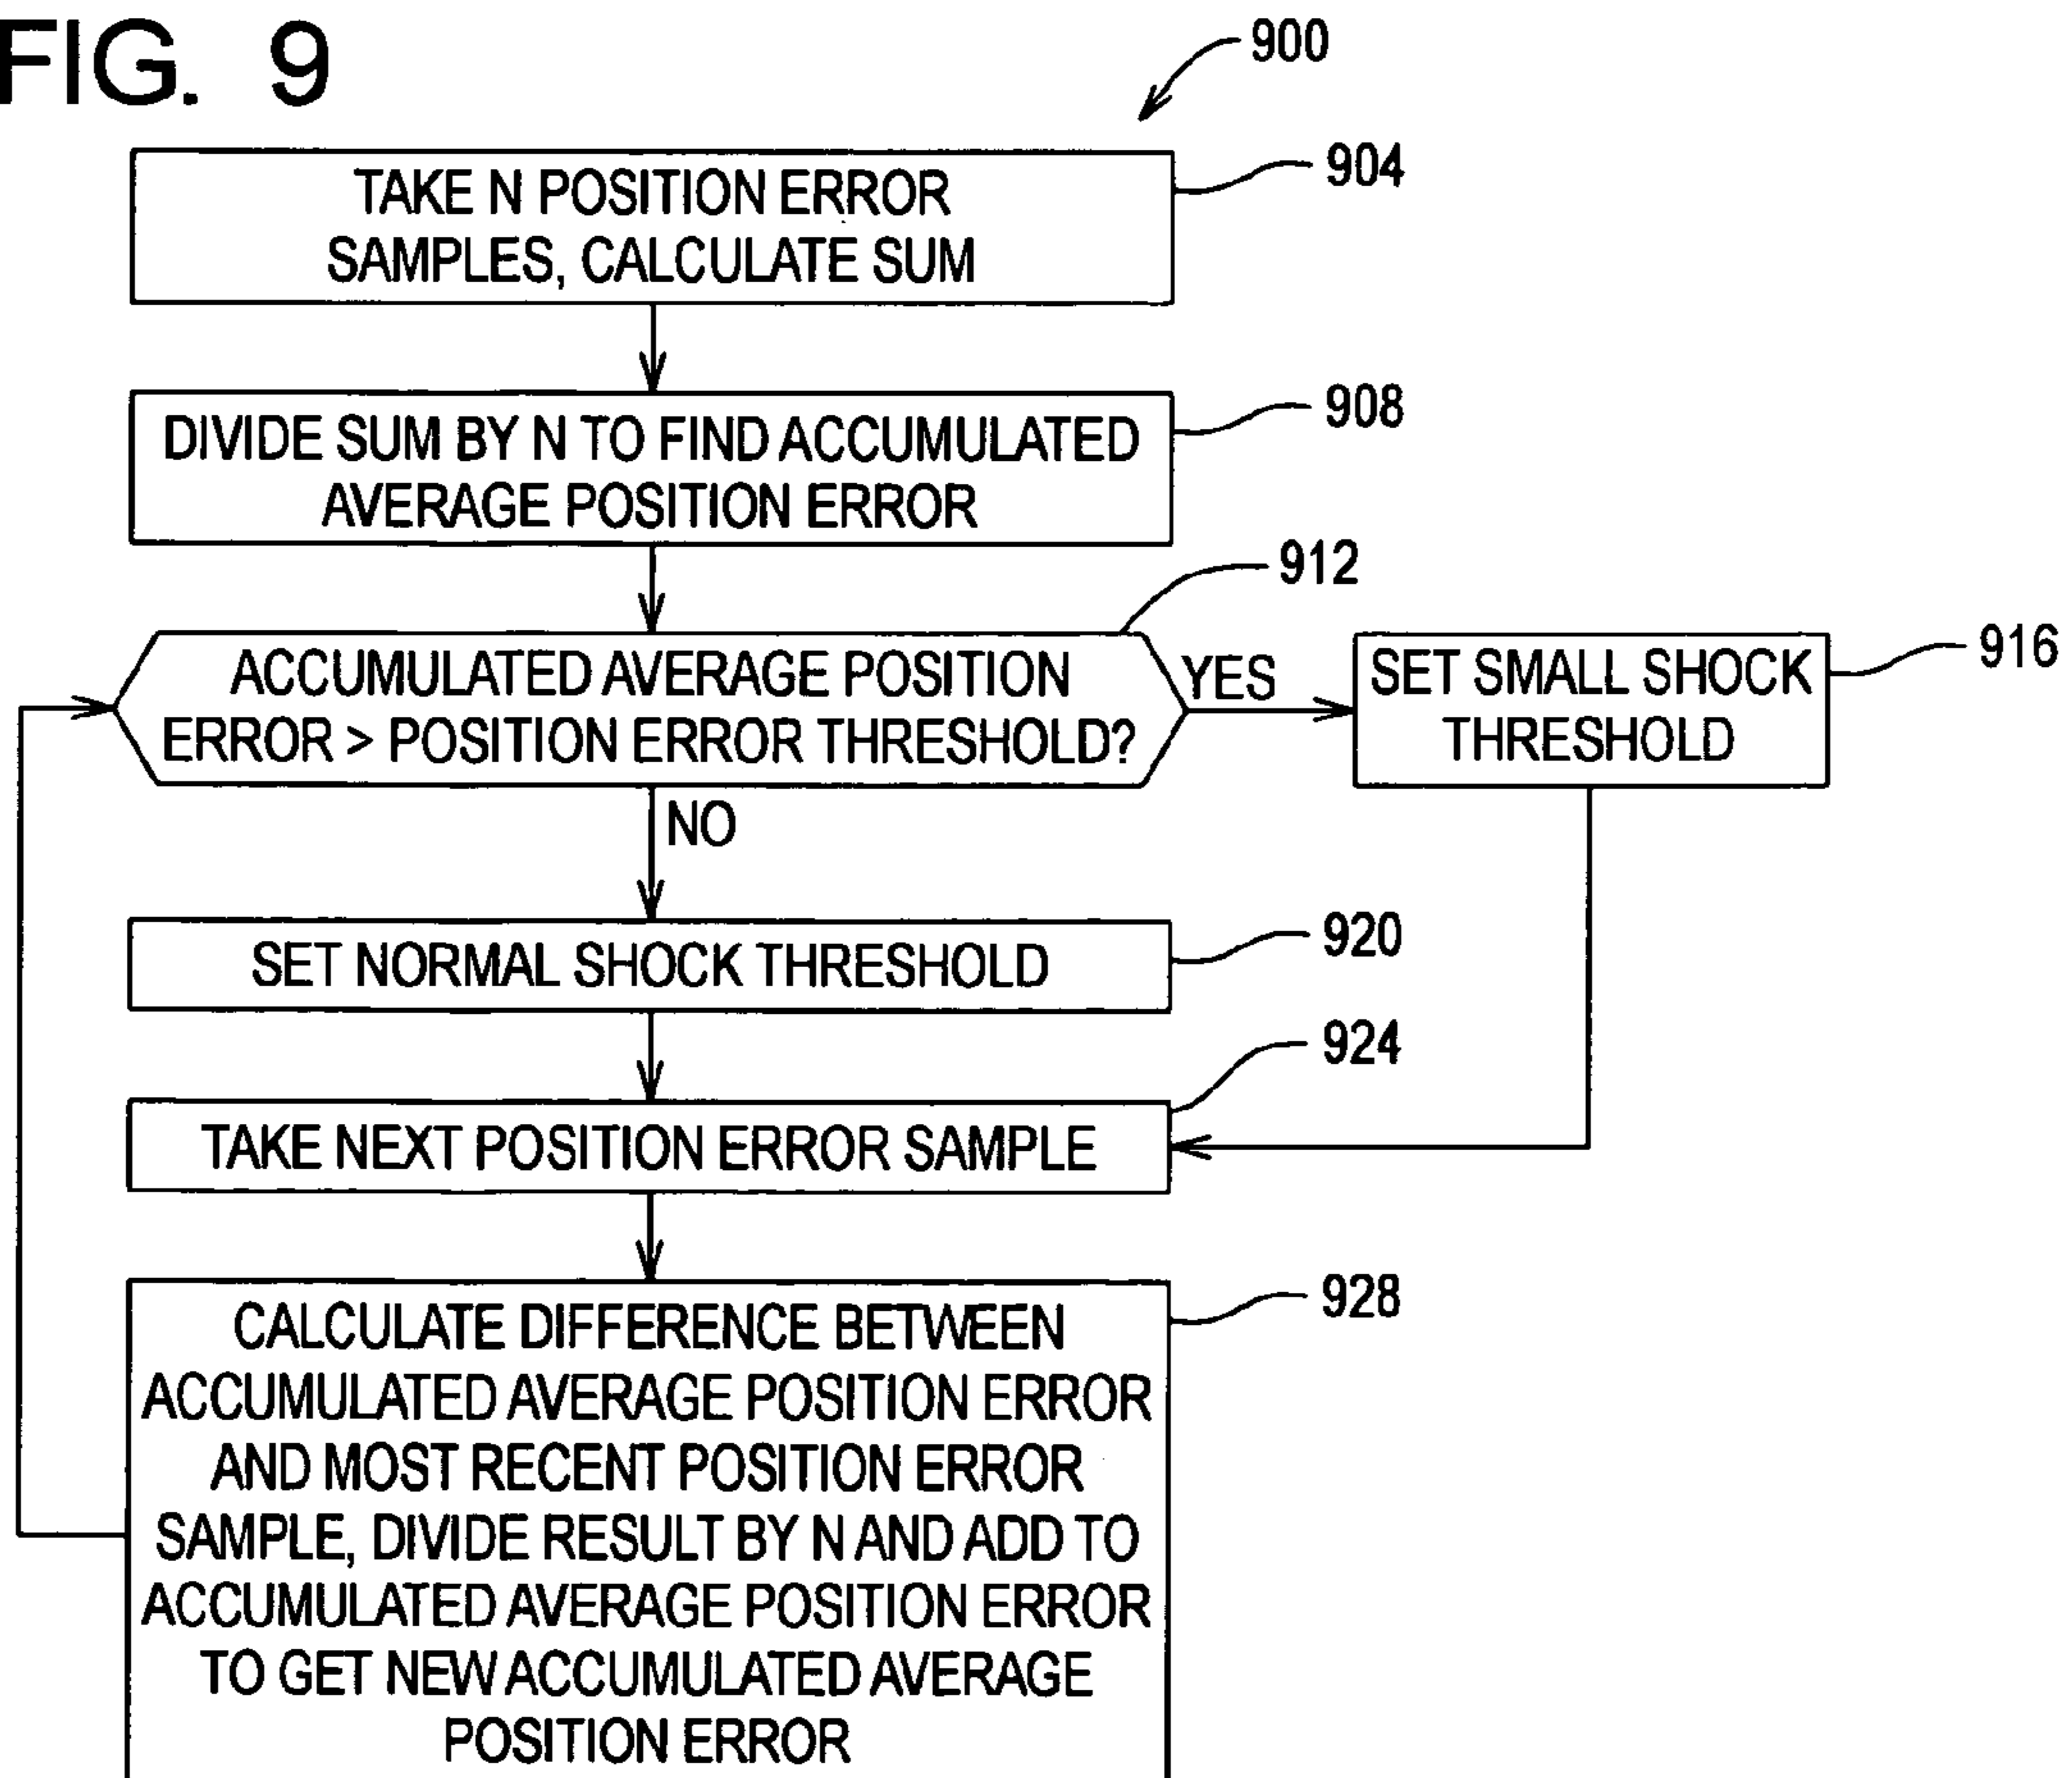 FIG. 9
900
TAKE N POSITION ERROR
SAMPLES, CALCULATE SUM
904
DIVIDE SUM BY N TO FIND ACCUMULATED
AVERAGE POSITION ERROR
908
912
ACCUMULATED AVERAGE POSITION
ERROR > POSITION ERROR THRESHOLD?
YES
SET SMALL SHOCK
THRESHOLD
916
NO
SET NORMAL SHOCK THRESHOLD
920
924
TAKE NEXT POSITION ERROR SAMPLE
928
CALCULATE DIFFERENCE BETWEEN
ACCUMULATED AVERAGE POSITION ERROR
AND MOST RECENT POSITION ERROR
SAMPLE, DIVIDE RESULT BY N AND ADD TO
ACCUMULATED AVERAGE POSITION ERROR
TO GET NEW ACCUMULATED AVERAGE
POSITION ERROR